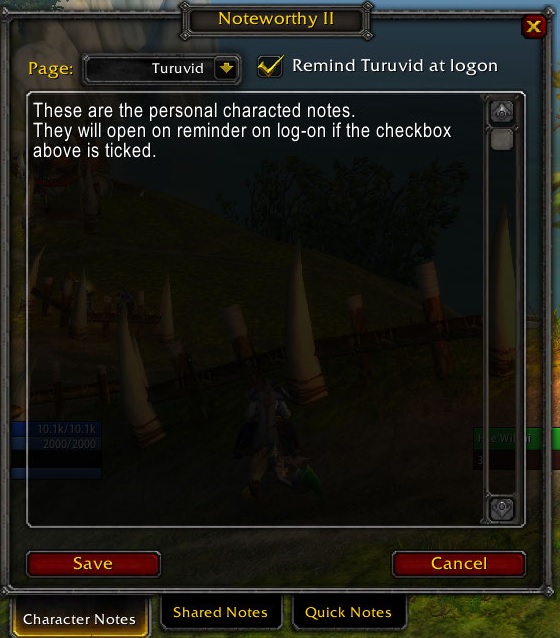 Noteworthy II
Page: Turuvid Remind Turuvid at logon
These are the personal characted notes.
They will open on reminder on log-on if the checkbox
above is ticked.
10.1k/10.1k
2000/2000
Save Cancel
Character Notes Shared Notes Quick Notes